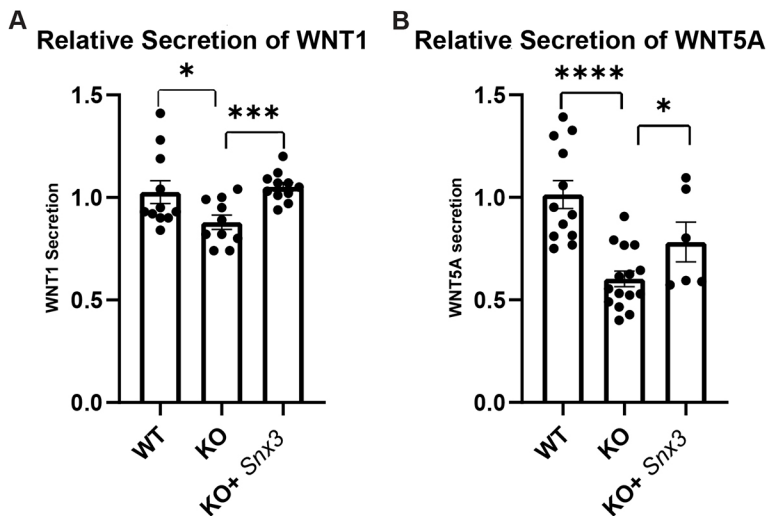 A
Relative Secretion of WNT1
*
***
1.5
1.0
0.5
0.0
WNT1 Secretion
WT
KO
KO+ Snx3
B
Relative Secretion of WNT5A
****
*
1.5
1.0
0.5
0.0
WNT5A secretion
WT
KO
KO+ Snx3